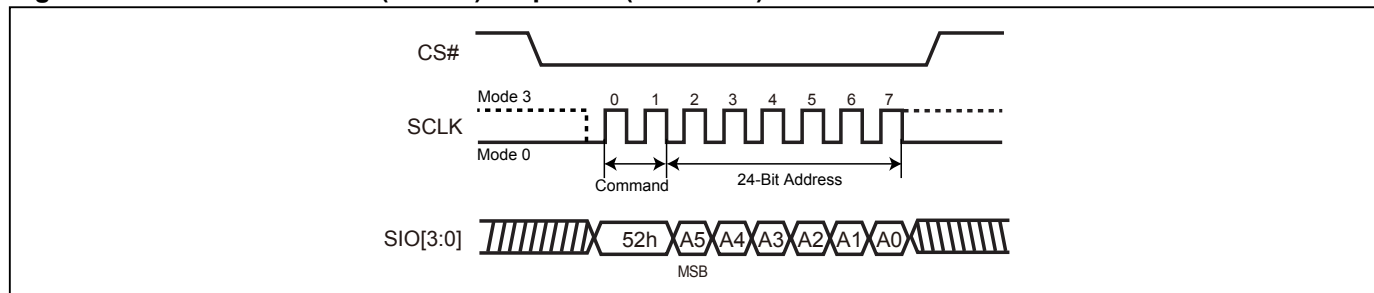 CS#
Mode 3
0 1 2 3 4 5 6 7
SCLK
Mode 0
Command
24-Bit Address
SIO[3:0]
52h A5 A4 A3 A2 A1 A0
MSB